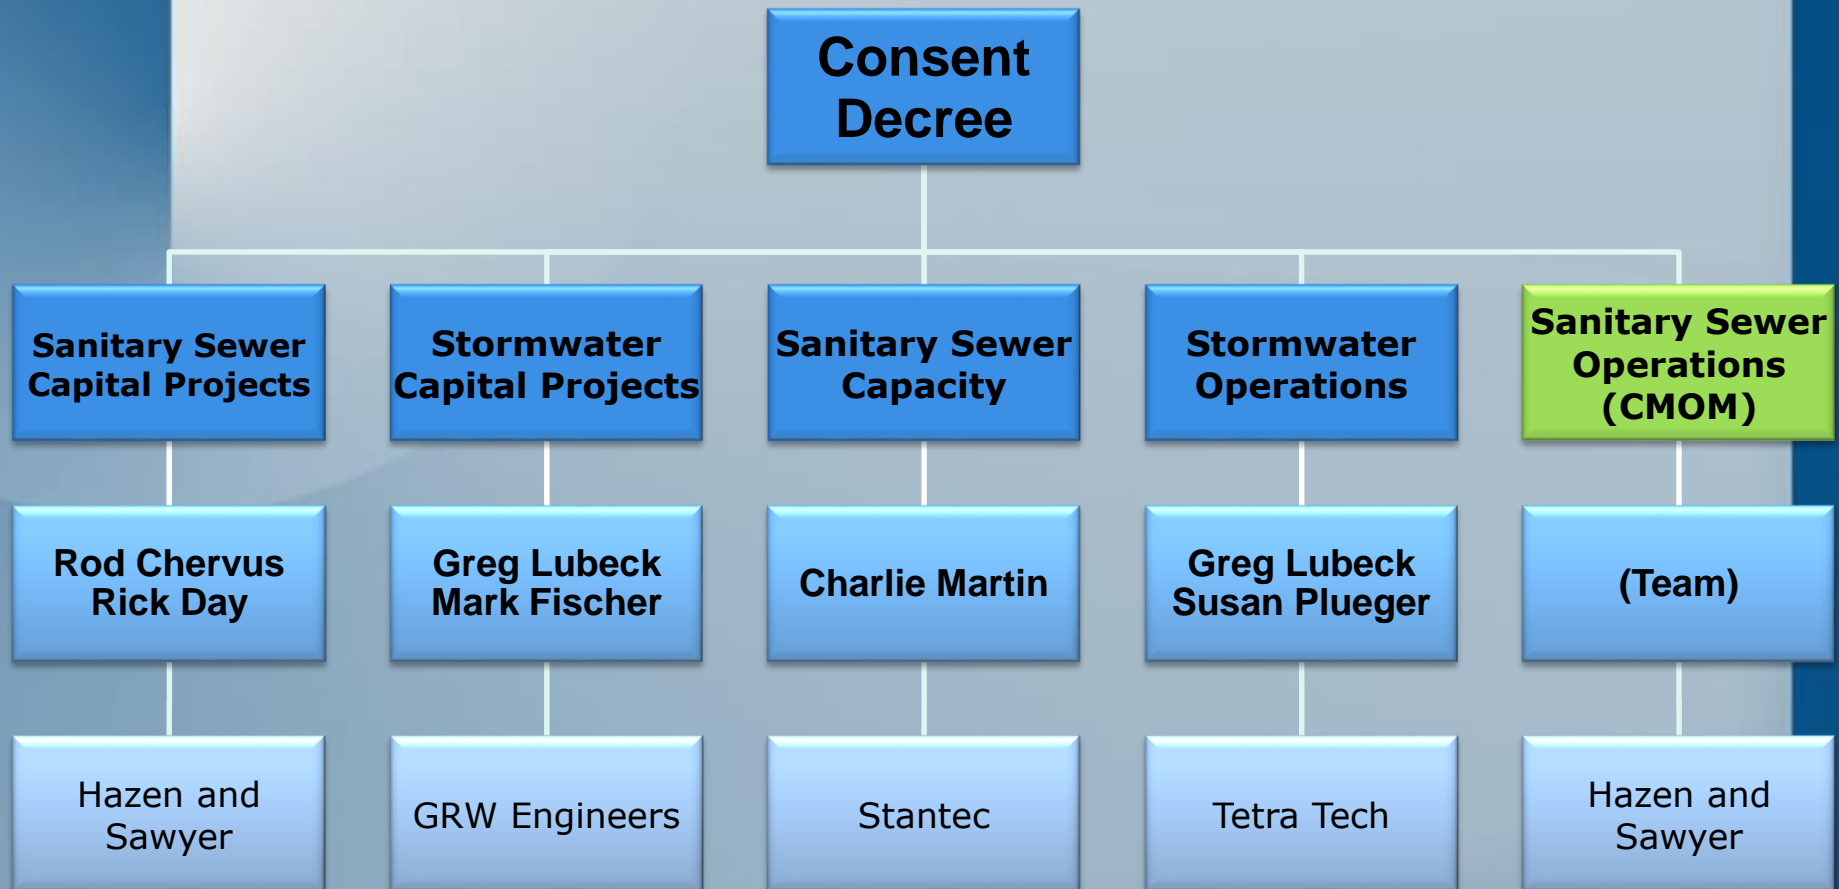 Consent
Decree
Sanitary Sewer
Capital Projects
Stormwater
Capital Projects
Sanitary Sewer
Capacity
Stormwater
Operations
Sanitary Sewer
Operations
(CMOM)
Rod Chervus
Rick Day
Greg Lubeck
Mark Fischer
Charlie Martin
Greg Lubeck
Susan Plueger
(Team)
Hazen and
Sawyer
GRW Engineers
Stantec
Tetra Tech
Hazen and
Sawyer